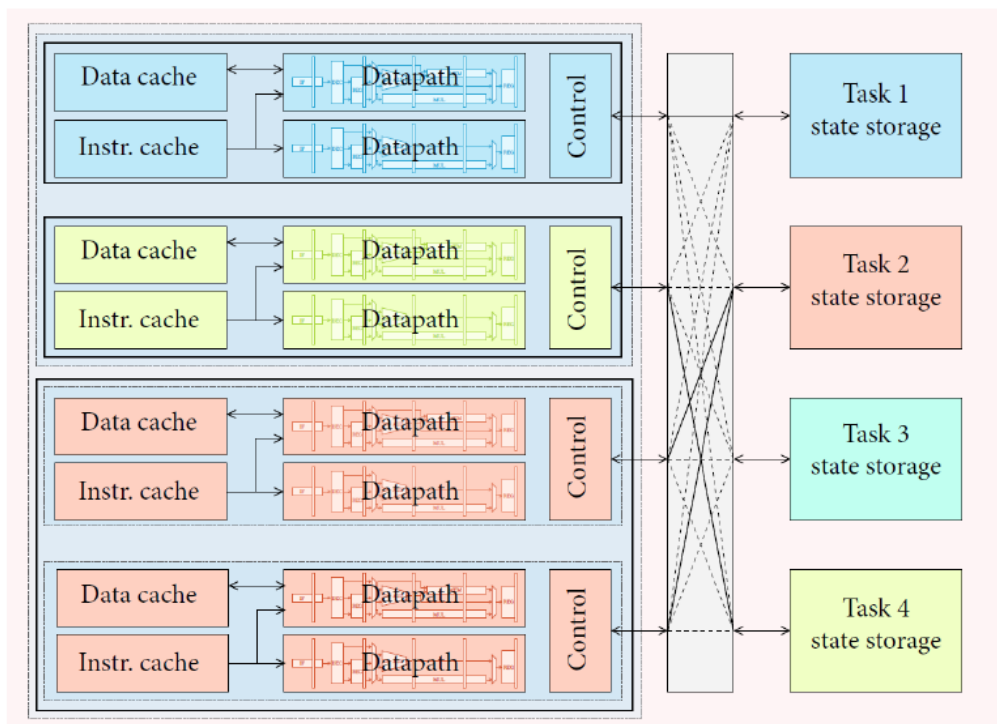 Data cache
Datapath
Instr. cache
Datapath
Control
Task 1
state storage
Data cache
Datapath
Instr. cache
Datapath
Control
Task 2
state storage
Data cache
Datapath
Instr. cache
Datapath
Control
Task 3
state storage
Data cache
Datapath
Instr. cache
Datapath
Control
Task 4
state storage